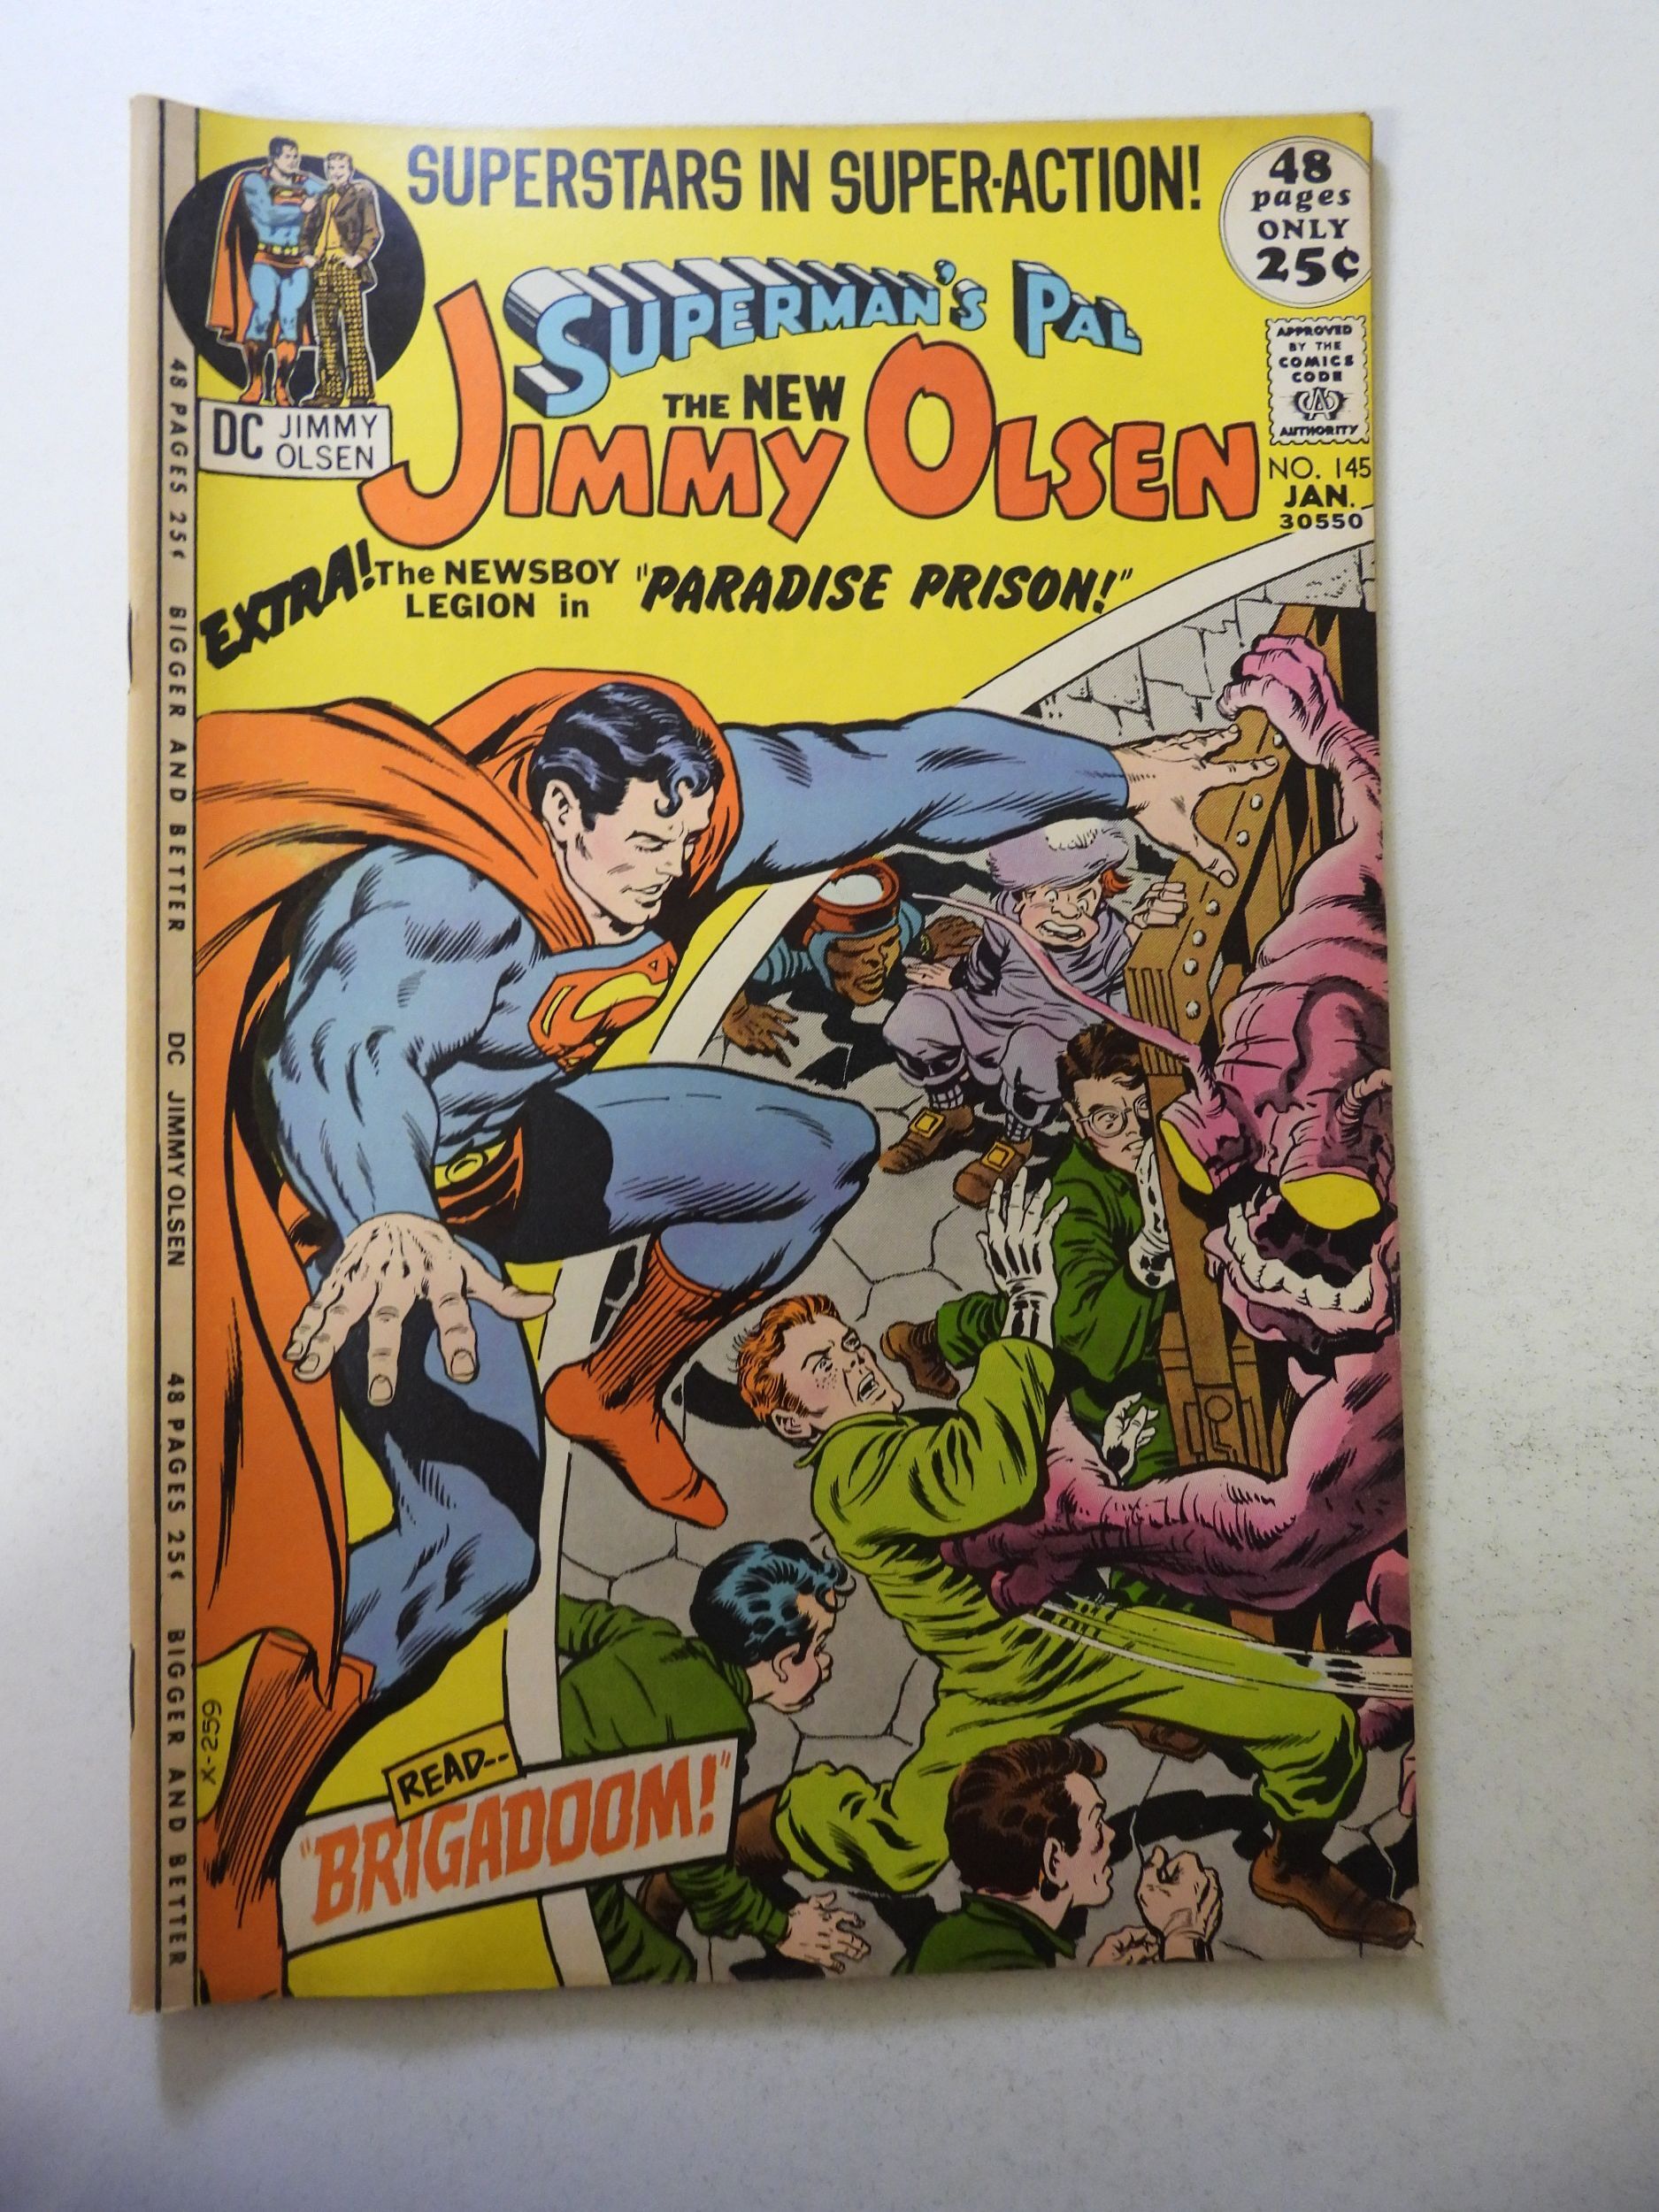 SUPERSTARS IN SUPER-ACTION!
48
pages
ONLY
25¢
SUPERMAN'S PAL
THE NEW
JIMMY OLSEN
DC JIMMY
OLSEN
APPROVED
BY THE
COMICS
CODE
CA
AUTHORITY
NO. 145
JAN.
30550
EXTRA! The NEWSBOY
LEGION in
"PARADISE PRISON!"
48 PAGES 25¢ BIGGER AND BETTER DC JIMMY OLSEN 48 PAGES 25¢ BIGGER AND BETTER
S
X-259
READ--
"BRIGADOOM!"